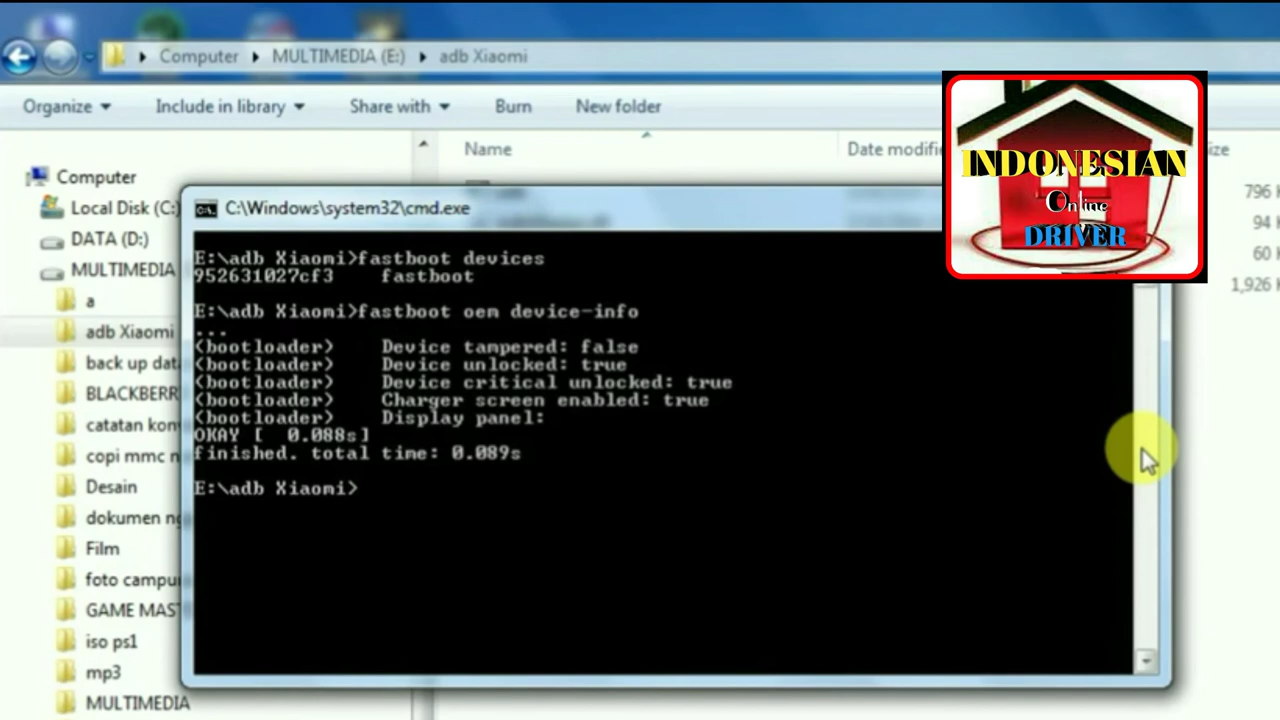 Computer MULTIMEDIA (E:) adb Xiaomi
Organize Include in library Share with Burn New folder
Name Date modifi
796 K
94
60
1,926 K
INDONESIAN
Online
DRIVER
Computer
Local Disk (C:)
DATA (D:)
MULTIMEDIA
a
adb Xiaomi
back up data
BLACKBERR
catatan kon
copi mmc n
Desain
dokumen ng
Film
foto campu
GAME MAS
iso ps1
mp3
MULTIMEDIA
C:\Windows\system32\cmd.exe
E:\adb Xiaomi>fastboot devices
952631027cf3 fastboot
E:\adb Xiaomi>fastboot oem device-info
...
(bootloader) Device tampered: false
(bootloader) Device unlocked: true
(bootloader) Device critical unlocked: true
(bootloader) Charger screen enabled: true
(bootloader) Display panel:
OKAY [ 0.088s]
finished. total time: 0.089s
E:\adb Xiaomi>